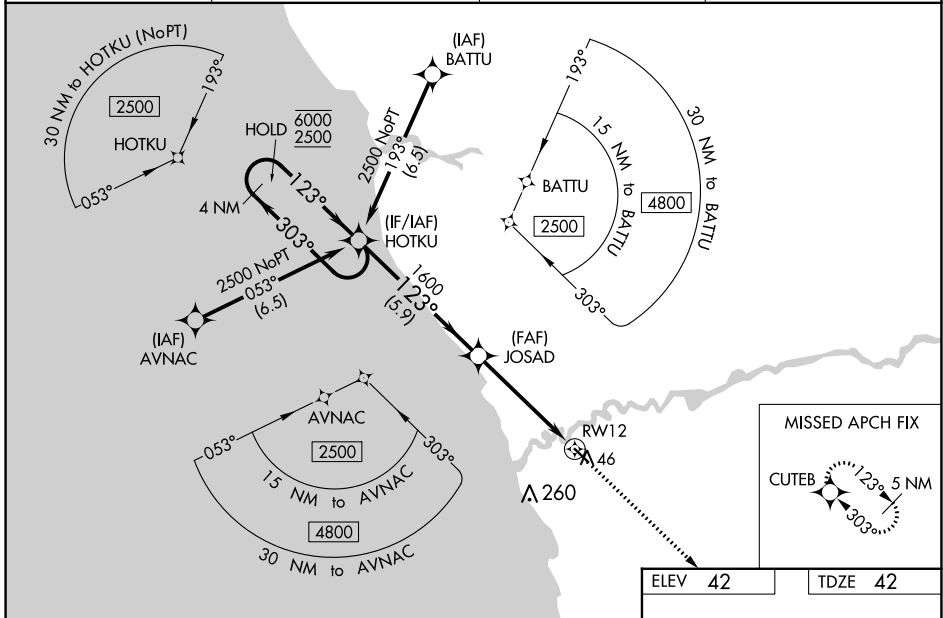 30 NM to HOTKU (NoPT)
193°
2500
HOTKU
053°
(IAF)
BATTU
HOLD 6000
2500
2500 NoPT
193°
(6.5)
4 NM
123°
303°
(IF/IAF)
HOTKU
2500 NoPT
053°
(6.5)
(IAF)
AVNAC
1600
123°
(5.9)
(FAF)
JOSAD
193°
15 NM to BATTU
30 NM to BATTU
BATTU
2500
4800
303°
AVNAC
053°
2500
303°
15 NM to AVNAC
4800
30 NM to AVNAC
RW12
46
260
MISSED APCH FIX
CUTEB
123°
5 NM
303°
ELEV 42
TDZE 42